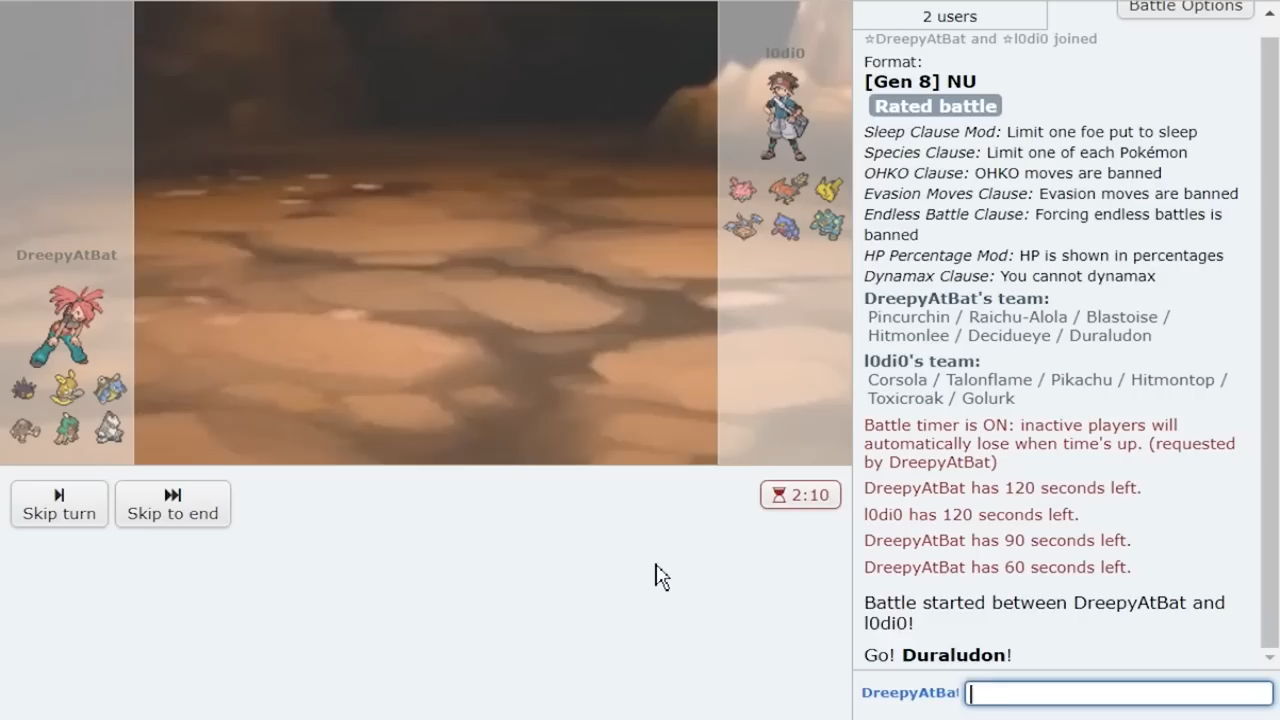 2 users
Battle Options
☆DreepyAtBat and ☆l0di0 joined
Format:
[Gen 8] NU
Rated battle
Sleep Clause Mod: Limit one foe put to sleep
Species Clause: Limit one of each Pokémon
OHKO Clause: OHKO moves are banned
Evasion Moves Clause: Evasion moves are banned
Endless Battle Clause: Forcing endless battles is
banned
HP Percentage Mod: HP is shown in percentages
Dynamax Clause: You cannot dynamax
DreepyAtBat's team:
Pincurchin / Raichu-Alola / Blastoise /
Hitmonlee / Decidueye / Duraludon
l0di0's team:
Corsola / Talonflame / Pikachu / Hitmontop /
Toxicroak / Golurk
Battle timer is ON: inactive players will
automatically lose when time's up. (requested
by DreepyAtBat)
DreepyAtBat has 120 seconds left.
l0di0 has 120 seconds left.
DreepyAtBat has 90 seconds left.
DreepyAtBat has 60 seconds left.
Battle started between DreepyAtBat and
l0di0!
Go! Duraludon!
DreepyAtBat
l0di0
DreepyAtBat
Skip turn
Skip to end
2:10